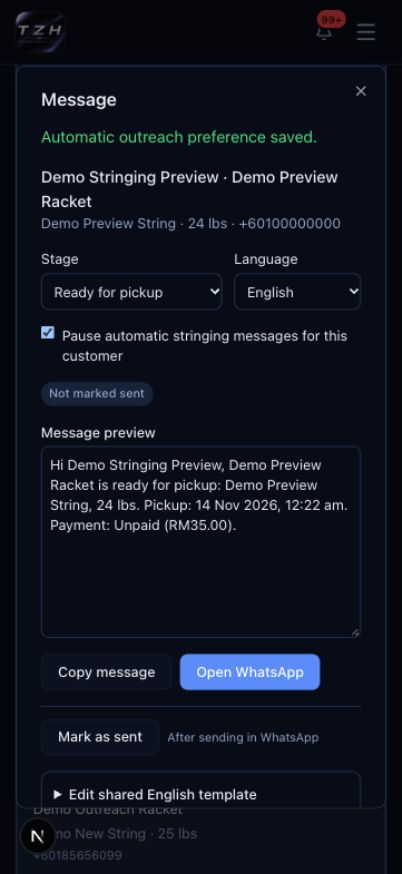 TZH
99+
Message
Automatic outreach preference saved.
Demo Stringing Preview · Demo Preview
Racket
Demo Preview String · 24 lbs · +60100000000
Stage
Language
Ready for pickup
English
Pause automatic stringing messages for this
customer
Not marked sent
Message preview
Hi Demo Stringing Preview, Demo Preview
Racket is ready for pickup: Demo Preview
String, 24 lbs. Pickup: 14 Nov 2026, 12:22 am.
Payment: Unpaid (RM35.00).
Copy message
Open WhatsApp
Mark as sent
After sending in WhatsApp
Edit shared English template
Demo Outreach Racket
mo New String · 25 lbs
N
+60185656099